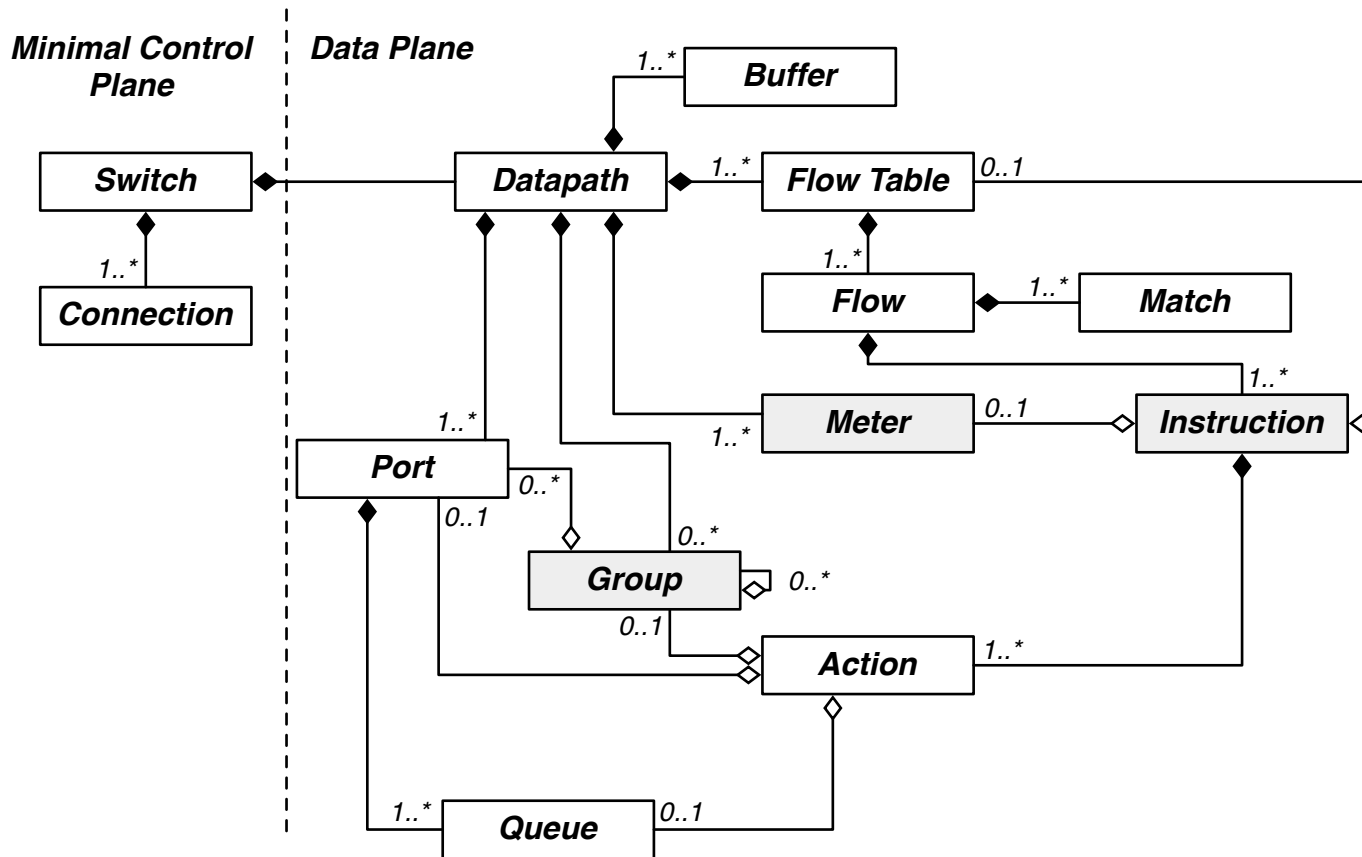 Minimal Control
Plane
Data Plane
1..*
Buffer
Switch
Datapath
1..*
Flow Table
0..1
1..*
Connection
1..*
Flow
1..*
Match
1..*
1..*
Meter
0..1
Instruction
1..*
Port
0..*
0..1
0..*
Group
0..*
0..1
Action
1..*
1..*
Queue
0..1